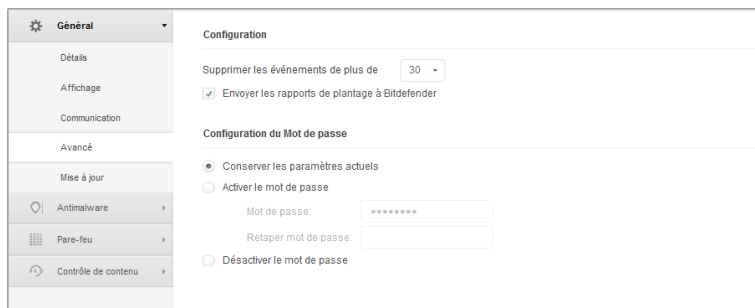 Général
Détails
Affichage
Communication
Avancé
Mise à jour
Antimalware
Pare-feu
Contrôle de contenu
Configuration
Supprimer les événements de plus de 30
Envoyer les rapports de plantage à Bitdefender
Configuration du Mot de passe
Conserver les paramètres actuels
Activer le mot de passe
Mot de passe: ••••••••
Retaper mot de passe:
Désactiver le mot de passe